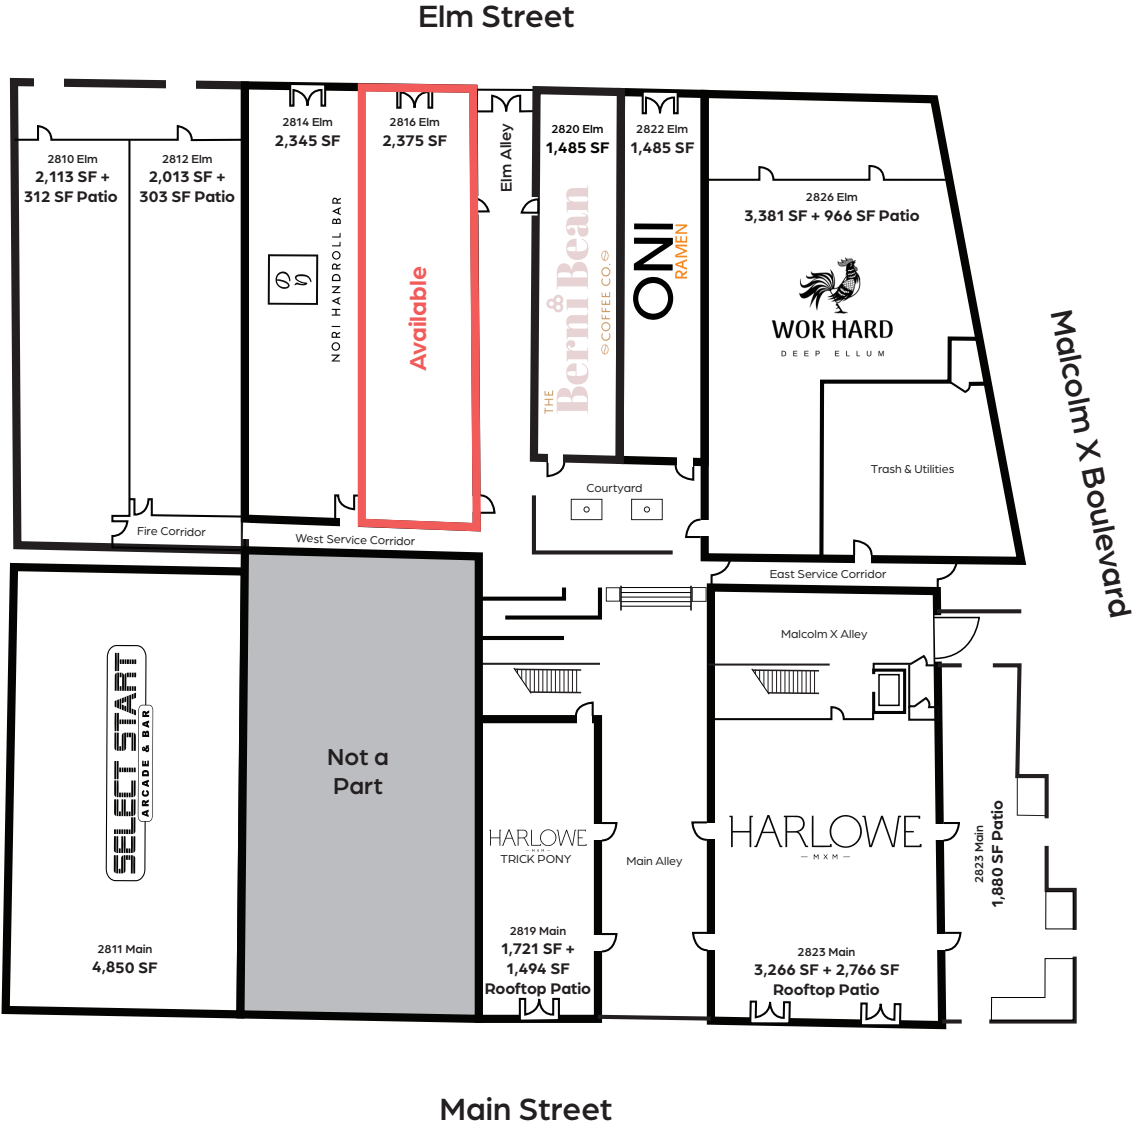 Elm Street
2810 Elm
2,113 SF +
312 SF Patio
2812 Elm
2,013 SF +
303 SF Patio
2814 Elm
2,345 SF
NORI HANDROLL BAR
2816 Elm
2,375 SF
Available
Elm Alley
2820 Elm
1,485 SF
THE
Berni Bean
COFFEE CO.
2822 Elm
1,485 SF
ONI
RAMEN
2826 Elm
3,381 SF + 966 SF Patio
WOK HARD
DEEP ELLUM
Trash & Utilities
Malcolm X Boulevard
Courtyard
Fire Corridor
West Service Corridor
East Service Corridor
Malcolm X Alley
SELECT START
ARCADE & BAR
2811 Main
4,850 SF
Not a
Part
HARLOWE
MXM
TRICK PONY
2819 Main
1,721 SF +
1,494 SF
Rooftop Patio
Main Alley
HARLOWE
— MXM —
2823 Main
3,266 SF + 2,766 SF
Rooftop Patio
2823 Main
1,880 SF Patio
Main Street